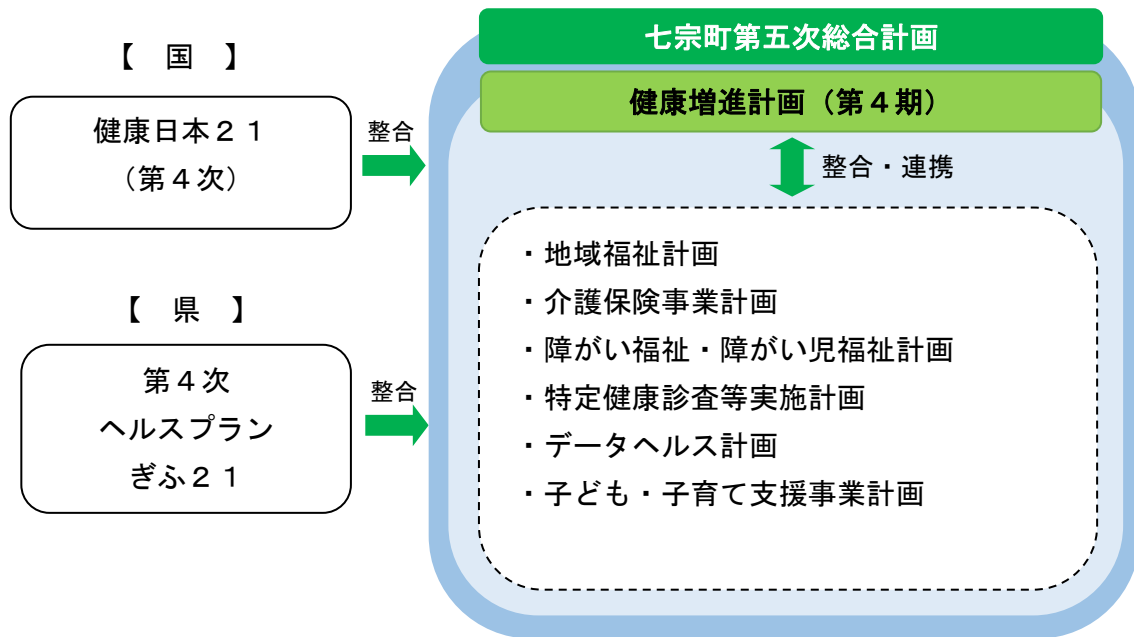 【　国　】
健康日本２１
（第４次）
整合
【　県　】
第４次
ヘルスプラン
ぎふ２１
整合
七宗町第五次総合計画
健康増進計画（第４期）
整合・連携
・地域福祉計画
・介護保険事業計画
・障がい福祉・障がい児福祉計画
・特定健康診査等実施計画
・データヘルス計画
・子ども・子育て支援事業計画